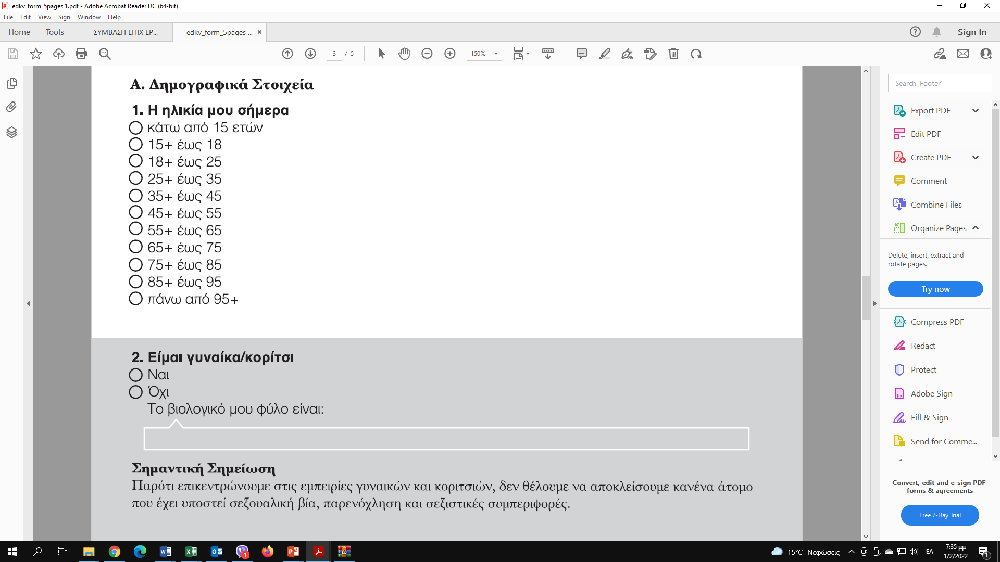 edkv_form_5pages 1.pdf - Adobe Acrobat Reader DC (64-bit)
File Edit View Sign Window Help
Home Tools ΣΥΜΒΑΣΗ ΕΠΙΧ ΕΡ... edkv_form_5pages ... × Sign In
3 / 5 150%
Α. Δημογραφικά Στοιχεία
1. Η ηλικία μου σήμερα
κάτω από 15 ετών
15+ έως 18
18+ έως 25
25+ έως 35
35+ έως 45
45+ έως 55
55+ έως 65
65+ έως 75
75+ έως 85
85+ έως 95
πάνω από 95+
2. Είμαι γυναίκα/κορίτσι
Ναι
Όχι
Το βιολογικό μου φύλο είναι:
Σημαντική Σημείωση
Παρότι επικεντρώνουμε στις εμπειρίες γυναικών και κοριτσιών, δεν θέλουμε να αποκλείσουμε κανένα άτομο
που έχει υποστεί σεξουαλική βία, παρενόχληση και σεξιστικές συμπεριφορές.
Search 'Footer'
Export PDF
Edit PDF
Create PDF
Comment
Combine Files
Organize Pages
Delete, insert, extract and
rotate pages.
Try now
Compress PDF
Redact
Protect
Adobe Sign
Fill & Sign
Send for Comme...
Convert, edit and e-sign PDF
forms & agreements
Free 7-Day Trial
1 15°C Νεφώσεις ΕΛ 7:35 μμ
1/2/2022 1